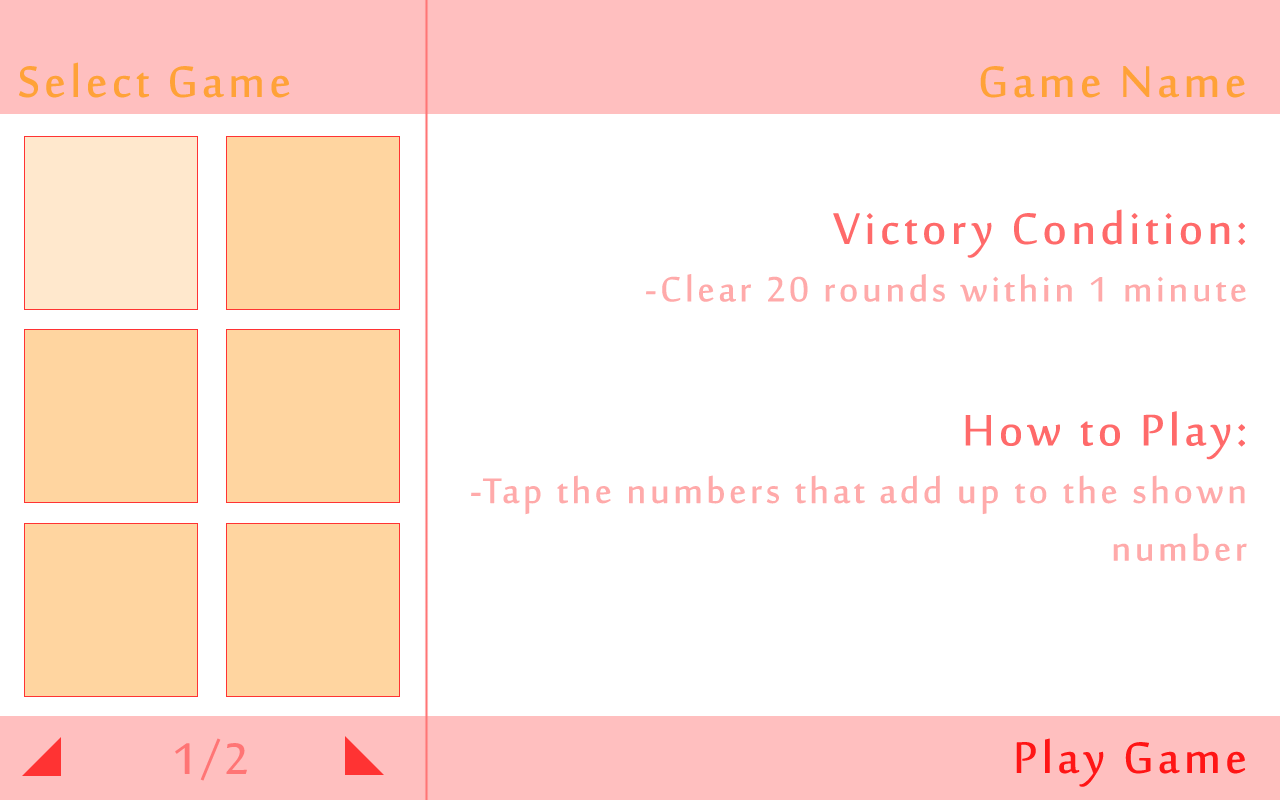 Select Game
Game Name
Victory Condition:
-Clear 20 rounds within 1 minute
How to Play:
-Tap the numbers that add up to the shown
number
1/2
Play Game